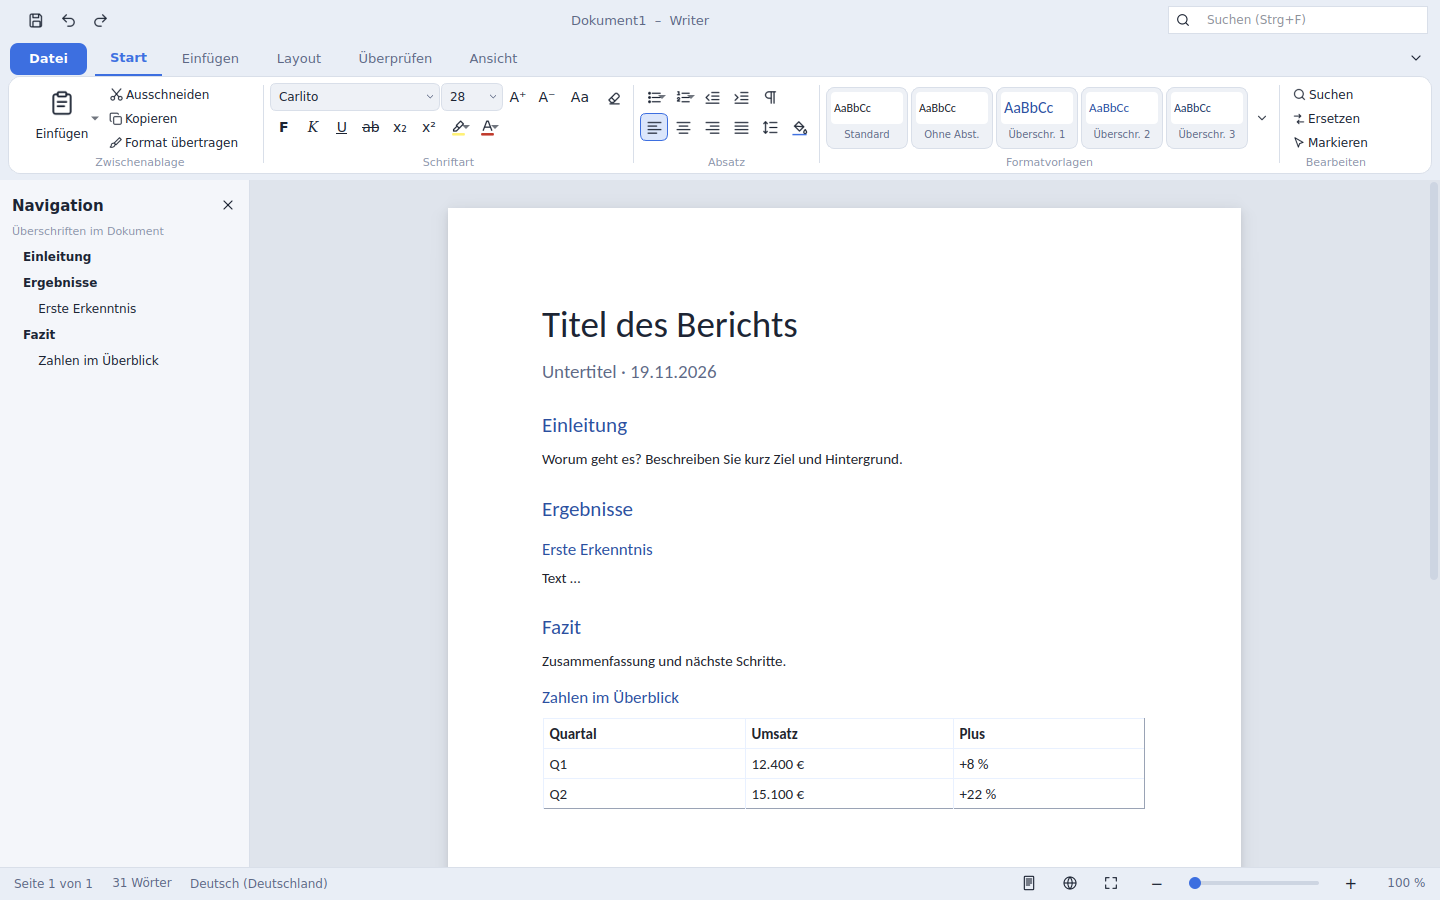 Dokument1 – Writer
Suchen (Strg+F)
Datei Start Einfügen Layout Überprüfen Ansicht
Einfügen
Ausschneiden
Kopieren
Format übertragen
Zwischenablage
Carlito 28 A⁺ A⁻ Aa
F K U ab x₂ x² A
Schriftart
Absatz
AaBbCc AaBbCc AaBbCc AaBbCc AaBbCc
Standard Ohne Abst. Überschr. 1 Überschr. 2 Überschr. 3
Formatvorlagen
Suchen
Ersetzen
Markieren
Bearbeiten
Navigation
Überschriften im Dokument
Einleitung
Ergebnisse
Erste Erkenntnis
Fazit
Zahlen im Überblick
Titel des Berichts
Untertitel · 19.11.2026
Einleitung
Worum geht es? Beschreiben Sie kurz Ziel und Hintergrund.
Ergebnisse
Erste Erkenntnis
Text ...
Fazit
Zusammenfassung und nächste Schritte.
Zahlen im Überblick
Quartal Umsatz Plus
Q1 12.400 € +8 %
Q2 15.100 € +22 %
Seite 1 von 1 31 Wörter Deutsch (Deutschland) 100 %